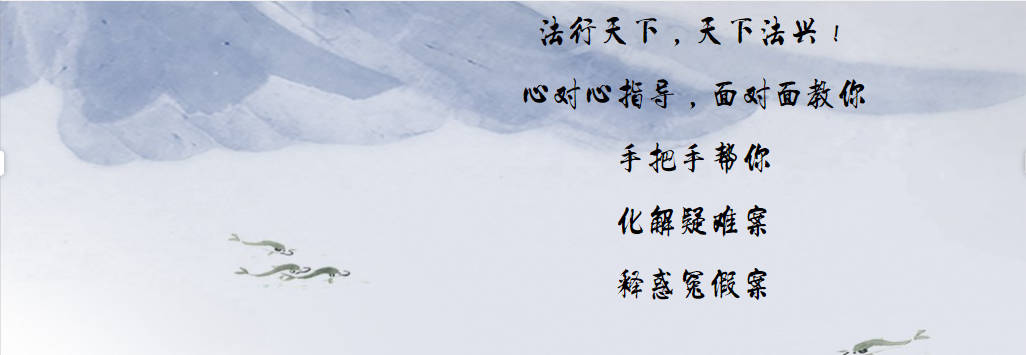 法行天下，天下法兴！
心对心指导，面对面教你
手把手帮你
化解疑难案
释惑冤假案